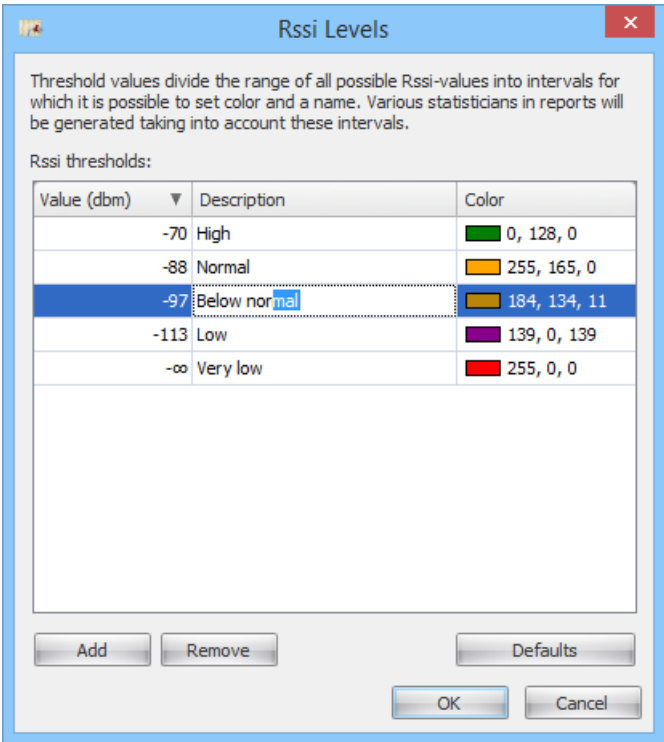 Rssi Levels
Threshold values divide the range of all possible Rssi-values into intervals for
which it is possible to set color and a name. Various statisticians in reports will
be generated taking into account these intervals.
Rssi thresholds:
Value (dbm) ▼ Description Color
-70 High 0, 128, 0
-88 Normal 255, 165, 0
-97 Below normal 184, 134, 11
-113 Low 139, 0, 139
-∞ Very low 255, 0, 0
Add Remove Defaults
OK Cancel